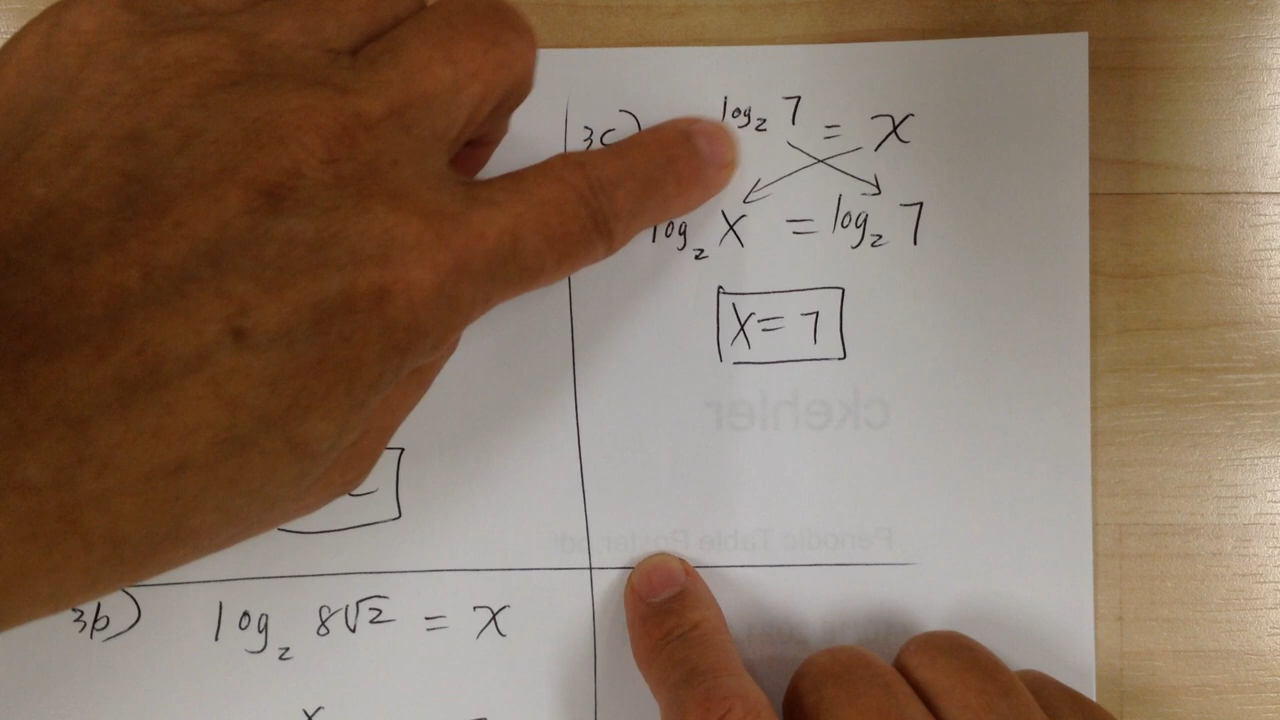 3c) log₂ 7 = x
log₂ x = log₂ 7
x = 7
ckehler
Periodic Table Poster.pdf
3b) log₂ 8√2 = x
x